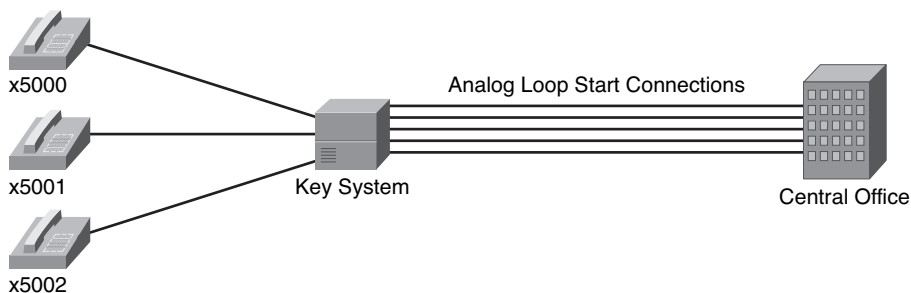 x5000
Analog Loop Start Connections
x5001
Key System
Central Office
x5002